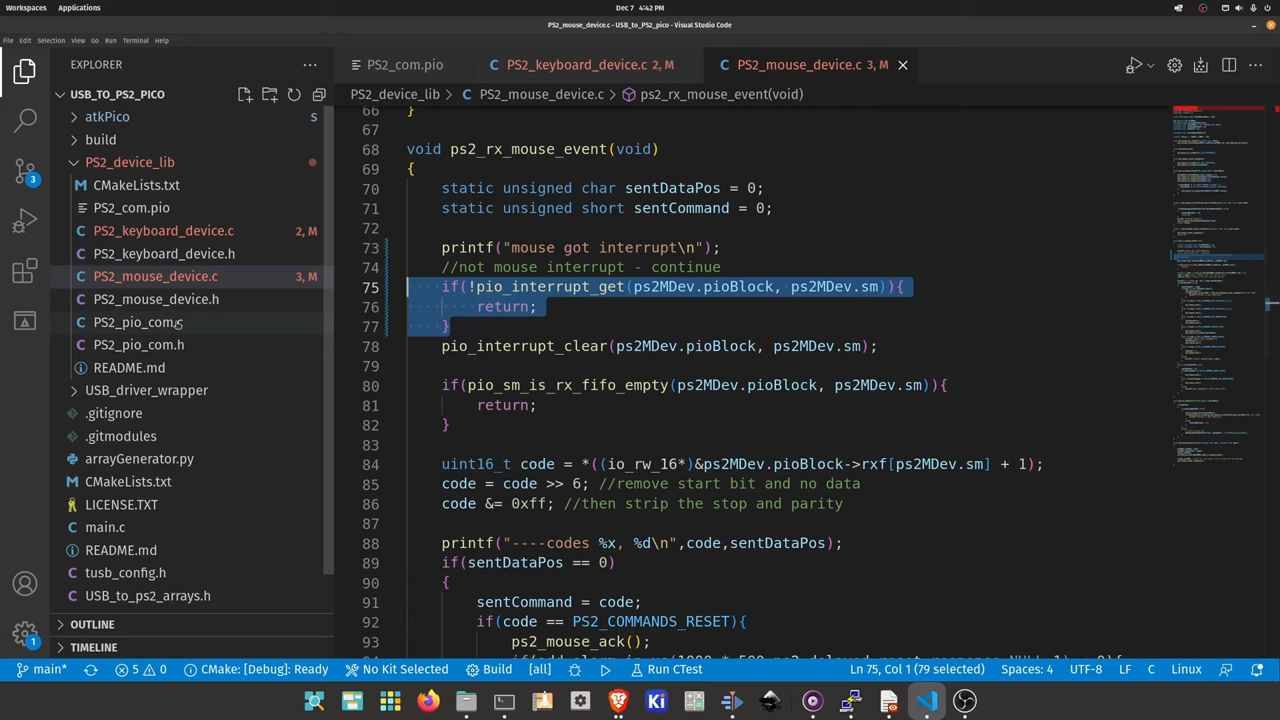 Workspaces Applications Dec 7 4:42 PM
PS2_mouse_device.c - USB_to_PS2_pico - Visual Studio Code
File Edit Selection View Go Run Terminal Help
EXPLORER
PS2_com.pio PS2_keyboard_device.c 2, M PS2_mouse_device.c 3, M
USB_TO_PS2_PICO
PS2_device_lib > C PS2_mouse_device.c > ps2_rx_mouse_event(void)
atkPico S
build
PS2_device_lib
CMakeLists.txt
PS2_com.pio
PS2_keyboard_device.c 2, M
PS2_keyboard_device.h
PS2_mouse_device.c 3, M
PS2_mouse_device.h
PS2_pio_com.c
PS2_pio_com.h
README.md
USB_driver_wrapper
.gitignore
.gitmodules
arrayGenerator.py
CMakeLists.txt
LICENSE.TXT
main.c
README.md
tusb_config.h
USB_to_ps2_arrays.h
OUTLINE
TIMELINE
3
1
66 }
67
68 void ps2_rx_mouse_event(void)
69 {
70 static unsigned char sentDataPos = 0;
71 static unsigned short sentCommand = 0;
72
73 printf("mouse got interrupt\n");
74 //not mouse interrupt - continue
75 if(!pio_interrupt_get(ps2MDev.pioBlock, ps2MDev.sm)){
76 return;
77 }
78 pio_interrupt_clear(ps2MDev.pioBlock, ps2MDev.sm);
79
80 if(pio_sm_is_rx_fifo_empty(ps2MDev.pioBlock, ps2MDev.sm)){
81 return;
82 }
83
84 uint16_t code = *((io_rw_16*)&ps2MDev.pioBlock->rxf[ps2MDev.sm] + 1);
85 code = code >> 6; //remove start bit and no data
86 code &= 0xff; //then strip the stop and parity
87
88 printf("----codes %x, %d\n",code,sentDataPos);
89 if(sentDataPos == 0)
90 {
91 sentCommand = code;
92 if(code == PS2_COMMANDS_RESET){
93 ps2_mouse_ack();
main* 5 0 CMake: [Debug]: Ready No Kit Selected Build [all] Run CTest Ln 75, Col 1 (79 selected) Spaces: 4 UTF-8 LF C Linux
Ki